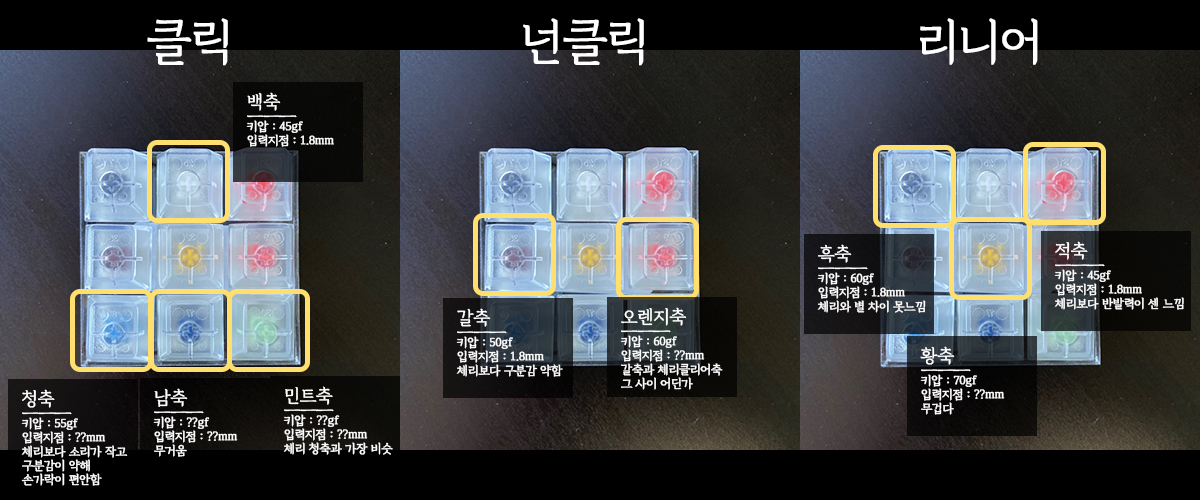 클릭
백축
키압 : 45gf
입력지점 : 1.8mm
청축
키압 : 55gf
입력지점 : ??mm
체리보다 소리가 작고
구분감이 약해
손가락이 편안함
남축
키압 : ??gf
입력지점 : ??mm
무거움
민트축
키압 : ??gf
입력지점 : ??mm
체리 청축과 가장 비슷
넌클릭
갈축
키압 : 50gf
입력지점 : 1.8mm
체리보다 구분감 약함
오렌지축
키압 : 60gf
입력지점 : ??mm
갈축과 체리클리어축
그 사이 어딘가
리니어
흑축
키압 : 60gf
입력지점 : 1.8mm
체리와 별 차이 못느낌
적축
키압 : 45gf
입력지점 : 1.8mm
체리보다 반발력이 센 느낌
황축
키압 : 70gf
입력지점 : ??mm
무겁다